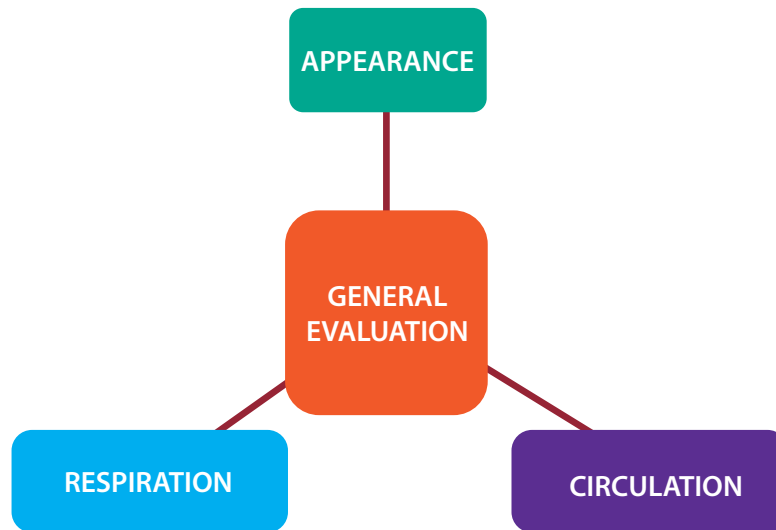 APPEARANCE
GENERAL
EVALUATION
RESPIRATION
CIRCULATION